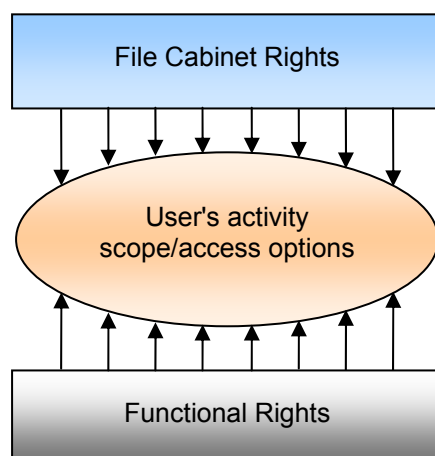 File Cabinet Rights
User's activity
scope/access options
Functional Rights